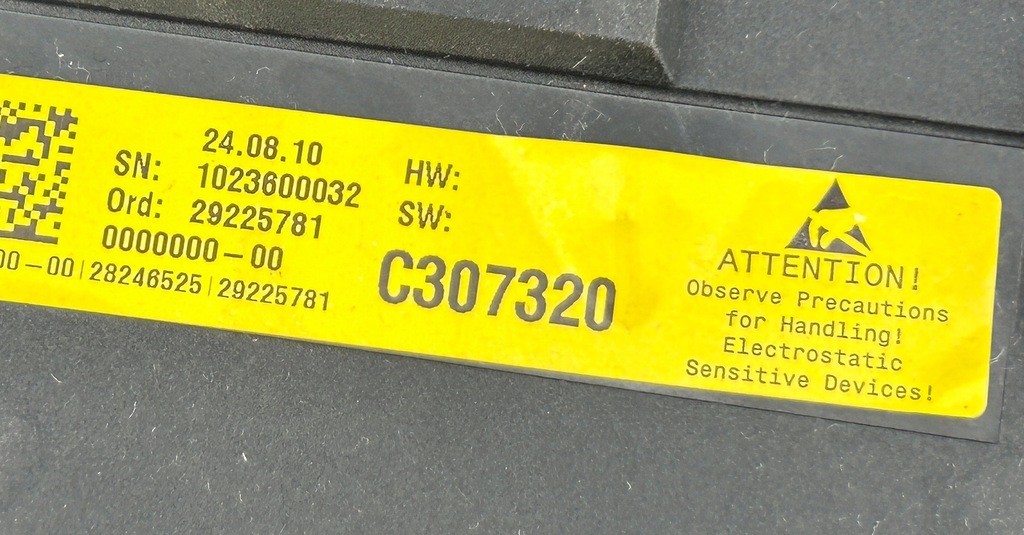 24.08.10
SN: 1023600032
Ord: 29225781
0000000-00
00-00|28246525|29225781
HW:
SW:
C307320
ATTENTION!
Observe Precautions
for Handling!
Electrostatic
Sensitive Devices!